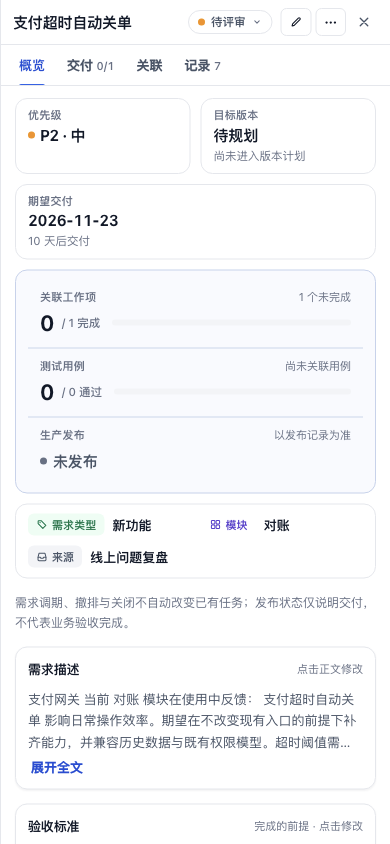 支付超时自动关单
待评审
概览 交付 0/1 关联 记录 7
优先级
P2 · 中
目标版本
待规划
尚未进入版本计划
期望交付
2026-11-23
10 天后交付
关联工作项 1 个未完成
0 / 1 完成
测试用例 尚未关联用例
0 / 0 通过
生产发布 以发布记录为准
未发布
需求类型 新功能 模块 对账
来源 线上问题复盘
需求调期、撤排与关闭不自动改变已有任务；发布状态仅说明交付，
不代表业务验收完成。
需求描述 点击正文修改
支付网关 当前 对账 模块在使用中反馈： 支付超时自动关
单 影响日常操作效率。期望在不改变现有入口的前提下补
齐能力，并兼容历史数据与既有权限模型。超时阈值需...
展开全文
验收标准 完成的前提 · 点击修改